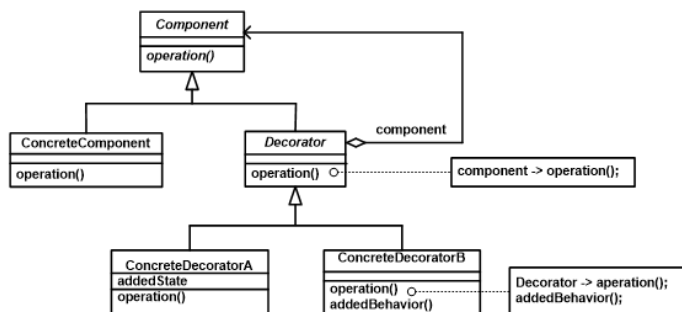 Component
operation()
ConcreteComponent
operation()
Decorator
operation()
component
component -> operation();
ConcreteDecoratorA
addedState
operation()
ConcreteDecoratorB
operation()
addedBehavior()
Decorator -> aperation();
addedBehavior();